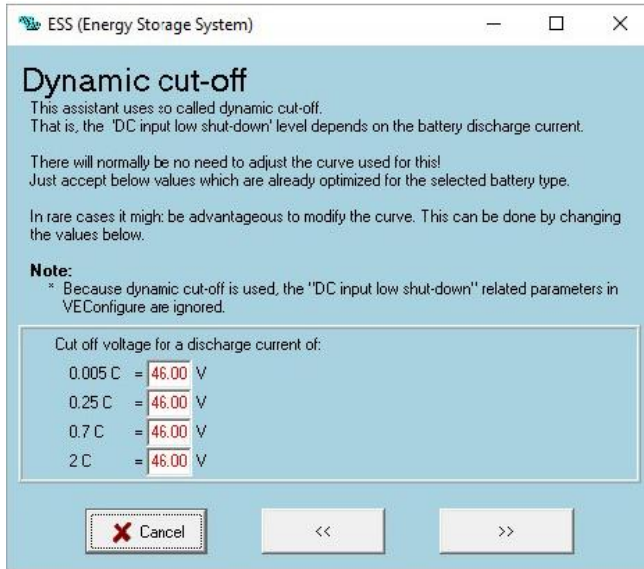 ESS (Energy Storage System)
Dynamic cut-off
This assistant uses so called dynamic cut-off.
That is, the 'DC input low shut-down' level depends on the battery discharge current.
There will normally be no need to adjust the curve used for this!
Just accept below values which are already optimized for the selected battery type.
In rare cases it migh: be advantageous to modify the curve. This can be done by changing
the values below.
Note:
* Because dynamic cut-off is used, the "DC input low shut-down" related parameters in
VEConfigure are ignored.
Cut off voltage for a discharge current of:
0.005 C = 46.00 V
0.25 C = 46.00 V
0.7 C = 46.00 V
2 C = 46.00 V
Cancel << >>